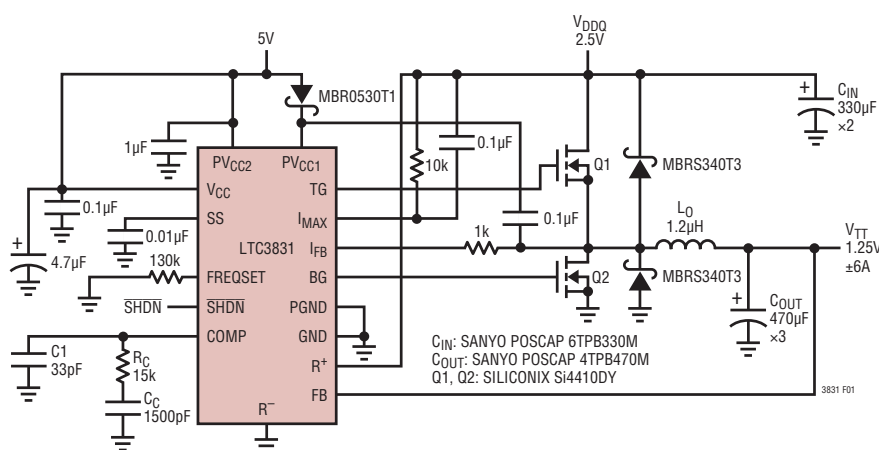 5V
V_DDQ
2.5V
MBR0530T1
+
C_IN
330µF
×2
1µF
0.1µF
10k
PV_CC2
PV_CC1
Q1
MBRS340T3
V_CC
TG
0.1µF
SS
I_MAX
0.1µF
L_O
1.2µH
V_TT
1.25V
±6A
0.01µF
1k
+
4.7µF
LTC3831
I_FB
130k
FREQSET
BG
Q2
MBRS340T3
+
C_OUT
470µF
×3
SHDN
SHDN
PGND
COMP
GND
C1
33pF
R_C
15k
C_C
1500pF
R+
FB
R−
C_IN: SANYO POSCAP 6TPB330M
C_OUT: SANYO POSCAP 4TPB470M
Q1, Q2: SILICONIX Si4410DY
3831 F01